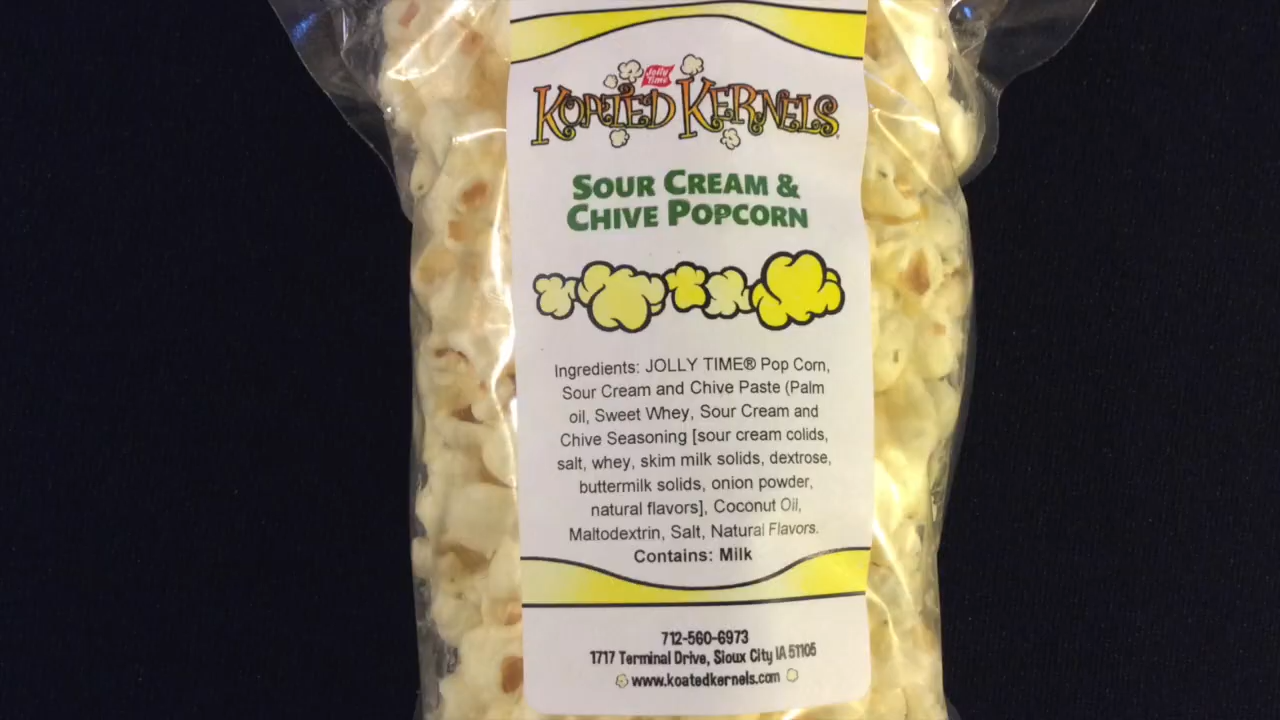 Jolly Time
KOATED KERNELS
SOUR CREAM &
CHIVE POPCORN
Ingredients: JOLLY TIME® Pop Corn,
Sour Cream and Chive Paste (Palm
oil, Sweet Whey, Sour Cream and
Chive Seasoning [sour cream colids,
salt, whey, skim milk solids, dextrose,
buttermilk solids, onion powder,
natural flavors], Coconut Oil,
Maltodextrin, Salt, Natural Flavors.
Contains: Milk
712-560-6973
1717 Terminal Drive, Sioux City IA 51105
www.koatedkernels.com